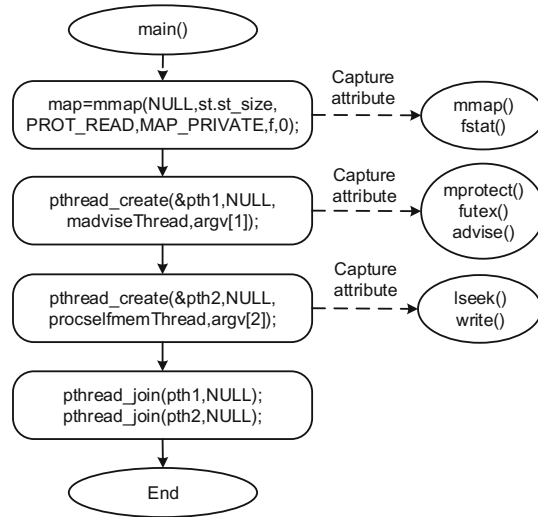 main()
map=mmap(NULL,st.st_size,
PROT_READ,MAP_PRIVATE,f,0);
Capture
attribute
mmap()
fstat()
pthread_create(&pth1,NULL,
madviseThread,argv[1]);
Capture
attribute
mprotect()
futex()
advise()
pthread_create(&pth2,NULL,
procselfmemThread,argv[2]);
Capture
attribute
lseek()
write()
pthread_join(pth1,NULL);
pthread_join(pth2,NULL);
End